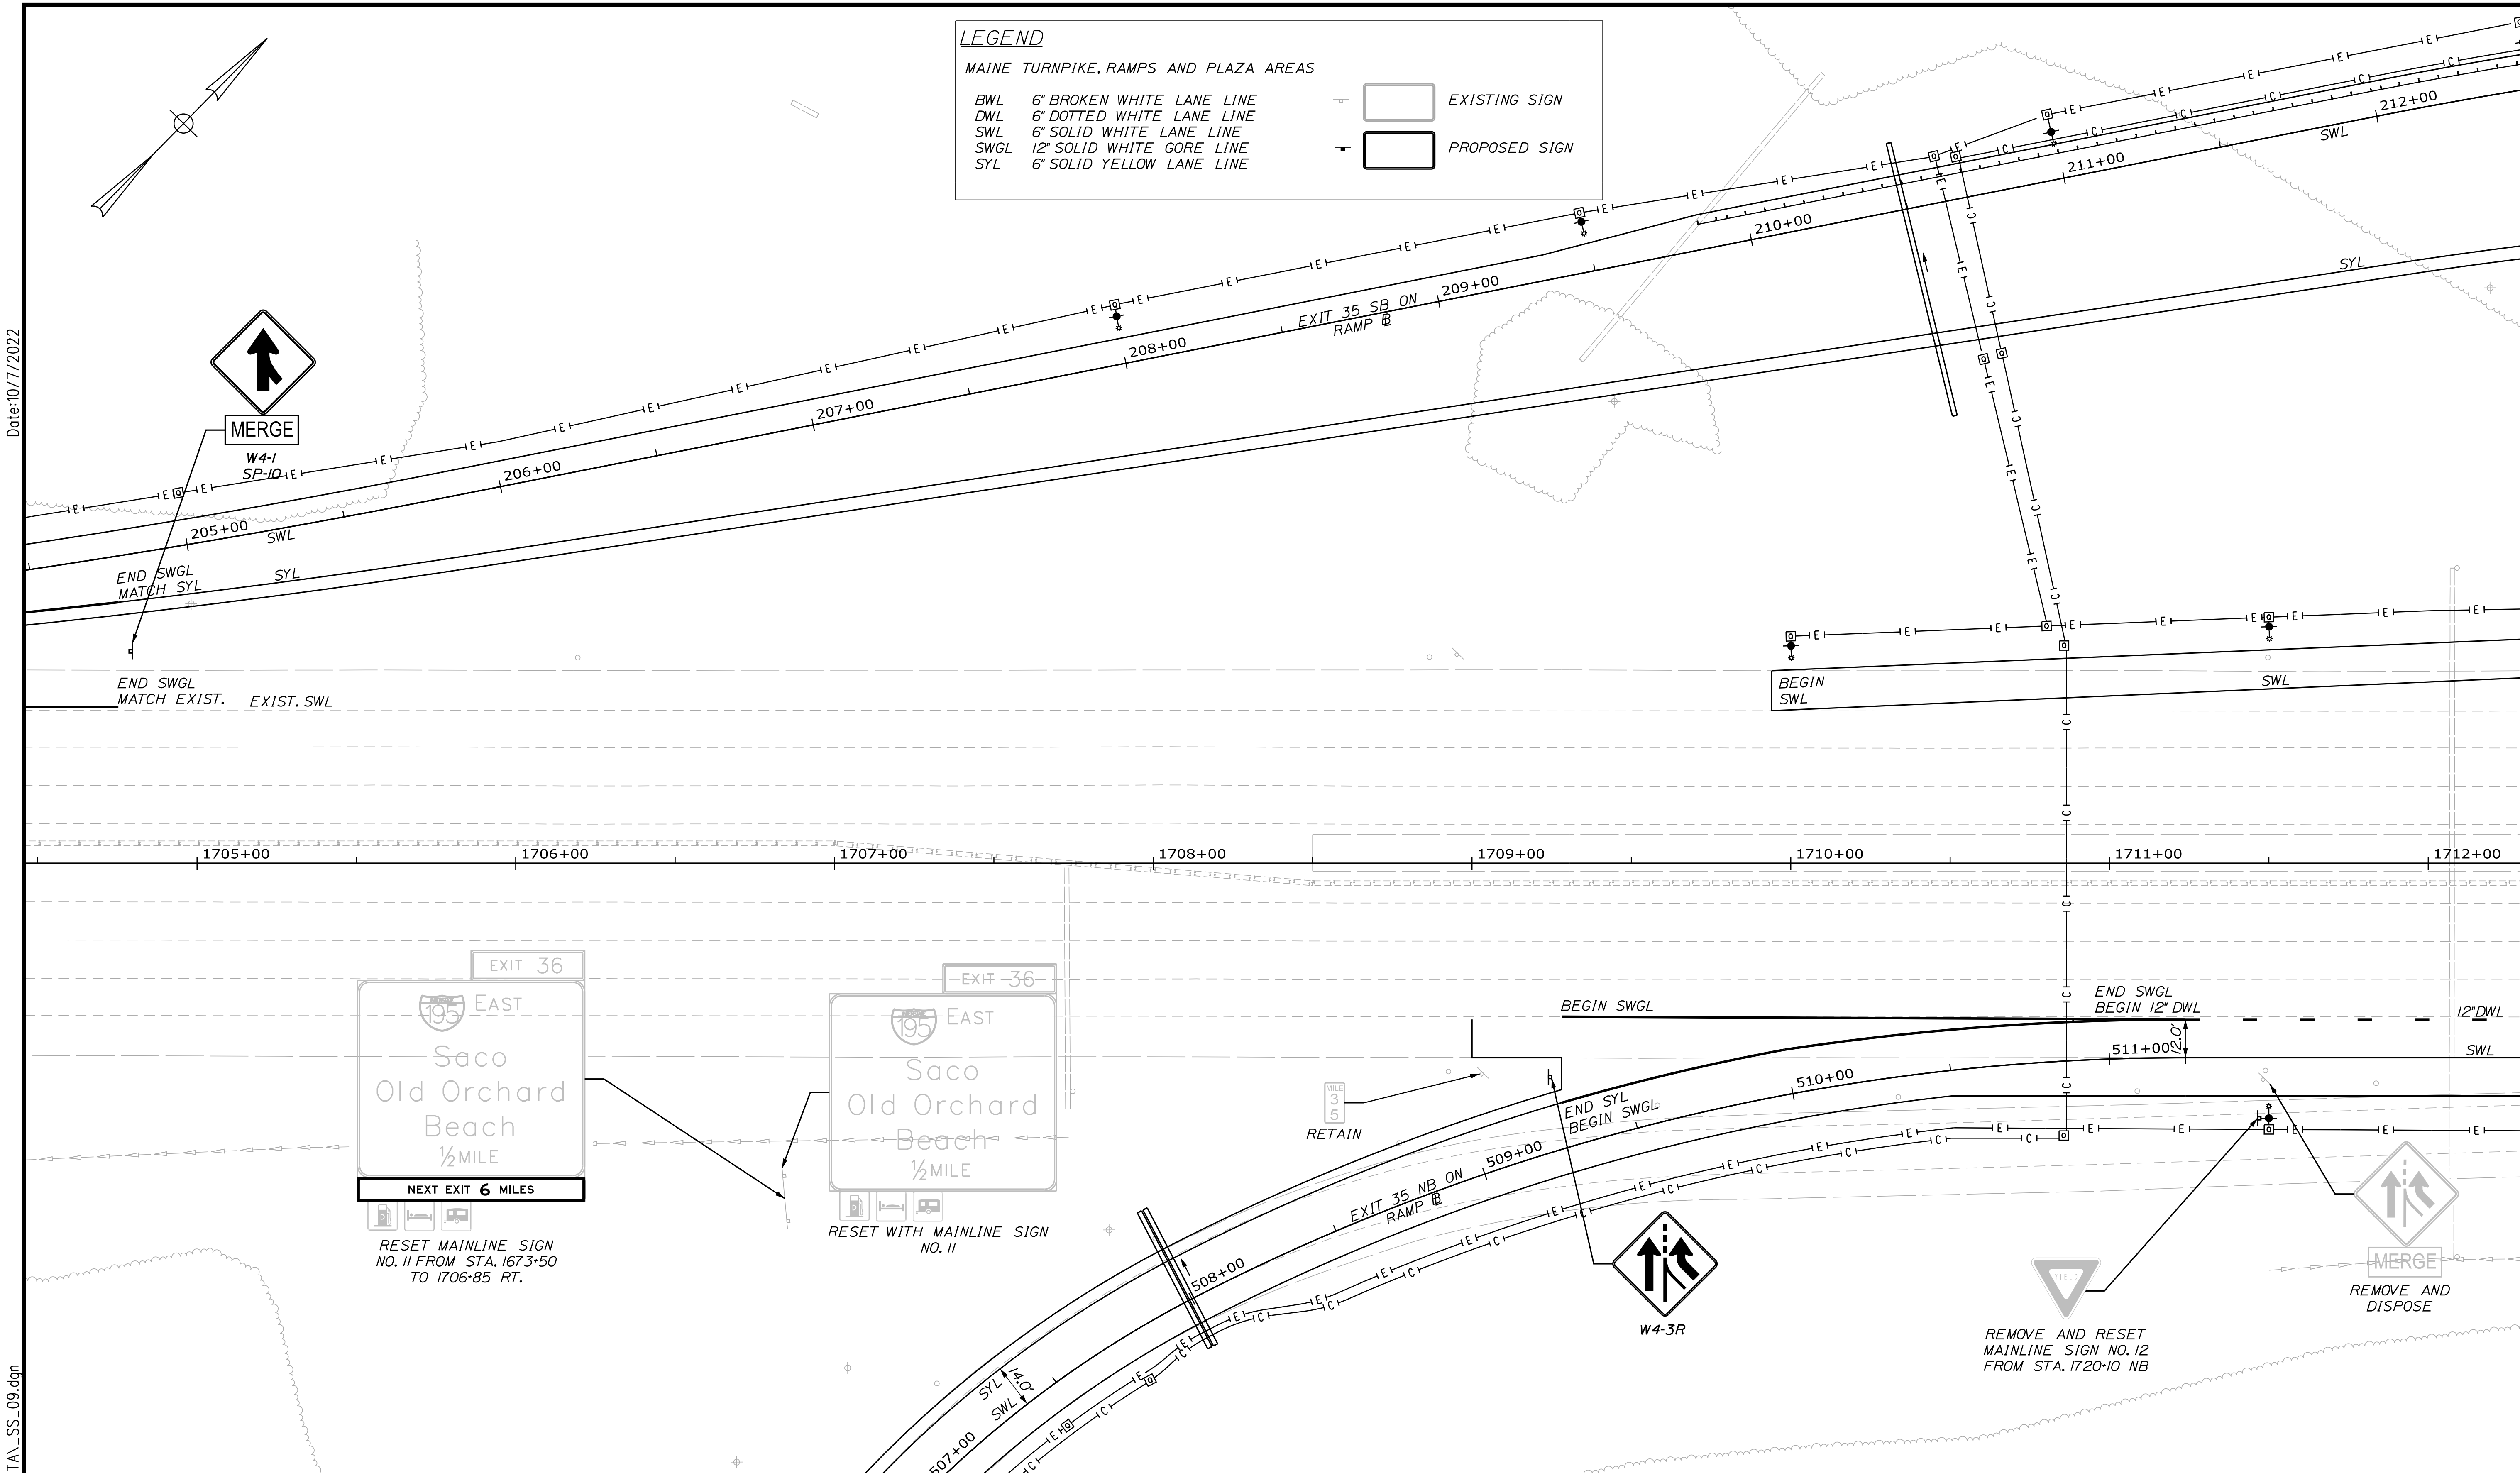 LEGEND
MAINE TURNPIKE, RAMPS AND PLAZA AREAS
BWL 6" BROKEN WHITE LANE LINE
DWL 6" DOTTED WHITE LANE LINE
SWL 6" SOLID WHITE LANE LINE
SWGL 12" SOLID WHITE GORE LINE
SYL 6" SOLID YELLOW LANE LINE
EXISTING SIGN
PROPOSED SIGN
Date:10/7/2022
212+00
SWL
211+00
210+00
SYL
209+00
EXIT 35 SB ON
RAMP
208+00
207+00
MERGE
W4-1
SP-10
206+00
205+00
SWL
END SWGL
MATCH SYL
SYL
END SWGL
MATCH EXIST.
EXIST. SWL
BEGIN
SWL
SWL
1705+00
1706+00
1707+00
1708+00
1709+00
1710+00
1711+00
1712+00
EXIT 36
195 EAST
Saco
Old Orchard
Beach
½ MILE
NEXT EXIT 6 MILES
D
RESET MAINLINE SIGN
NO. 11 FROM STA. 1673+50
TO 1706+85 RT.
EXIT 36
195 EAST
Saco
Old Orchard
Beach
½ MILE
D
RESET WITH MAINLINE SIGN
NO. 11
MILE
3
5
RETAIN
BEGIN SWGL
END SWGL
BEGIN 12" DWL
12" DWL
12.0'
SWL
511+00
510+00
END SYL
BEGIN SWGL
509+00
EXIT 35 NB ON
RAMP
508+00
14.0'
SYL
SWL
507+00
W4-3R
YIELD
REMOVE AND RESET
MAINLINE SIGN NO. 12
FROM STA. 1720+10 NB
MERGE
REMOVE AND
DISPOSE
TA\_SS_09.dgn